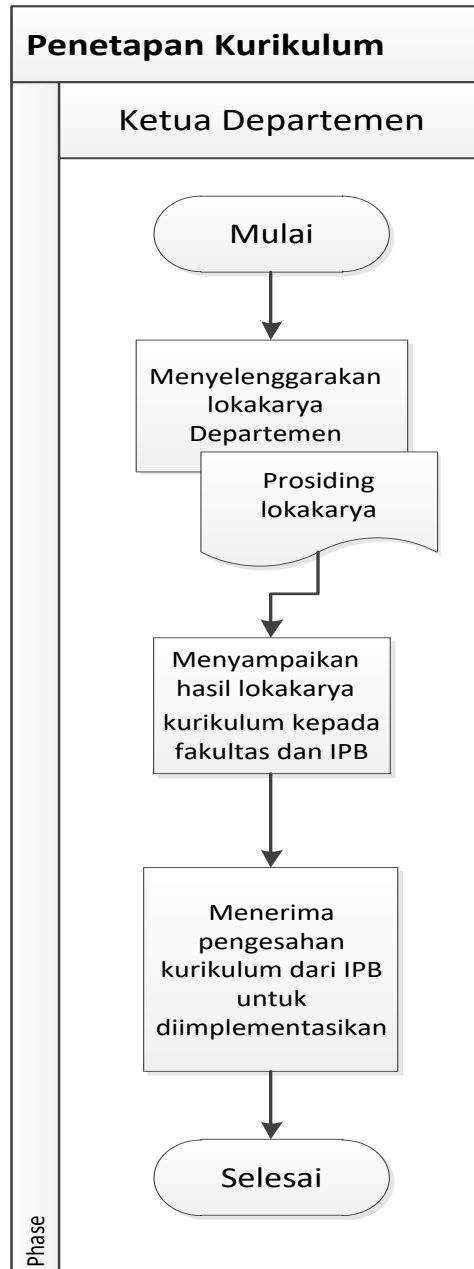 Penetapan Kurikulum
Ketua Departemen
Mulai
Menyelenggarakan
lokakarya
Departemen
Prosiding
lokakarya
Menyampaikan
hasil lokakarya
kurikulum kepada
fakultas dan IPB
Menerima
pengesahan
kurikulum dari IPB
untuk
diimplementasikan
Selesai
Phase